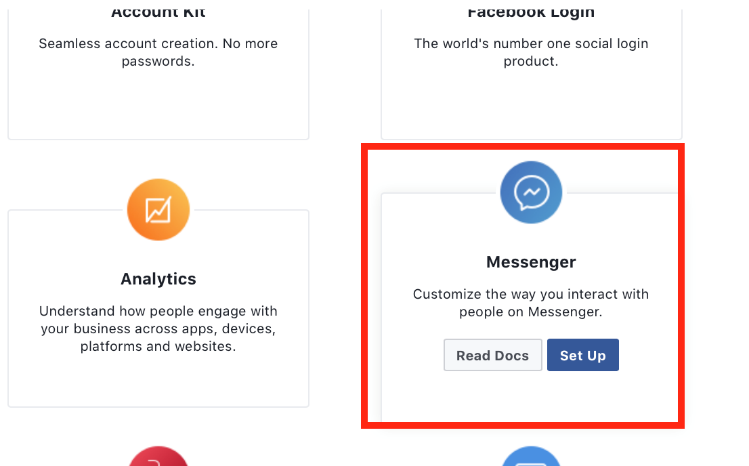 Account Kit
Seamless account creation. No more
passwords.
Facebook Login
The world's number one social login
product.
Analytics
Understand how people engage with
your business across apps, devices,
platforms and websites.
Messenger
Customize the way you interact with
people on Messenger.
Read Docs
Set Up